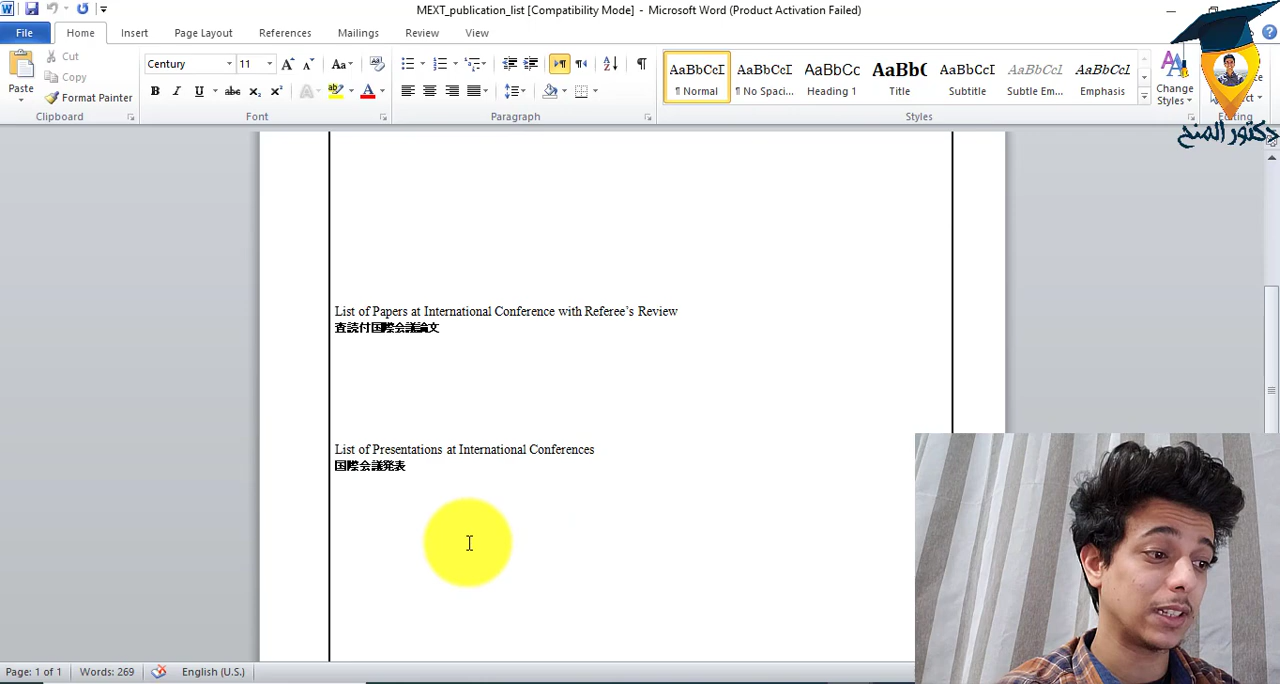 MEXT_publication_list [Compatibility Mode] - Microsoft Word (Product Activation Failed)
File Home Insert Page Layout References Mailings Review View
Paste
Cut
Copy
Format Painter
Clipboard
Century 11
Font
Paragraph
AaBbCcI AaBbCcI AaBbCc AaBbC AaBbCcI AaBbCcI AaBbCcI
¶ Normal ¶ No Spaci... Heading 1 Title Subtitle Subtle Em... Emphasis
Change
Styles
Styles
Editing
دكتور المنح
List of Papers at International Conference with Referee's Review
査読付国際会議論文
List of Presentations at International Conferences
国際会議発表
Page: 1 of 1 Words: 269 English (U.S.)